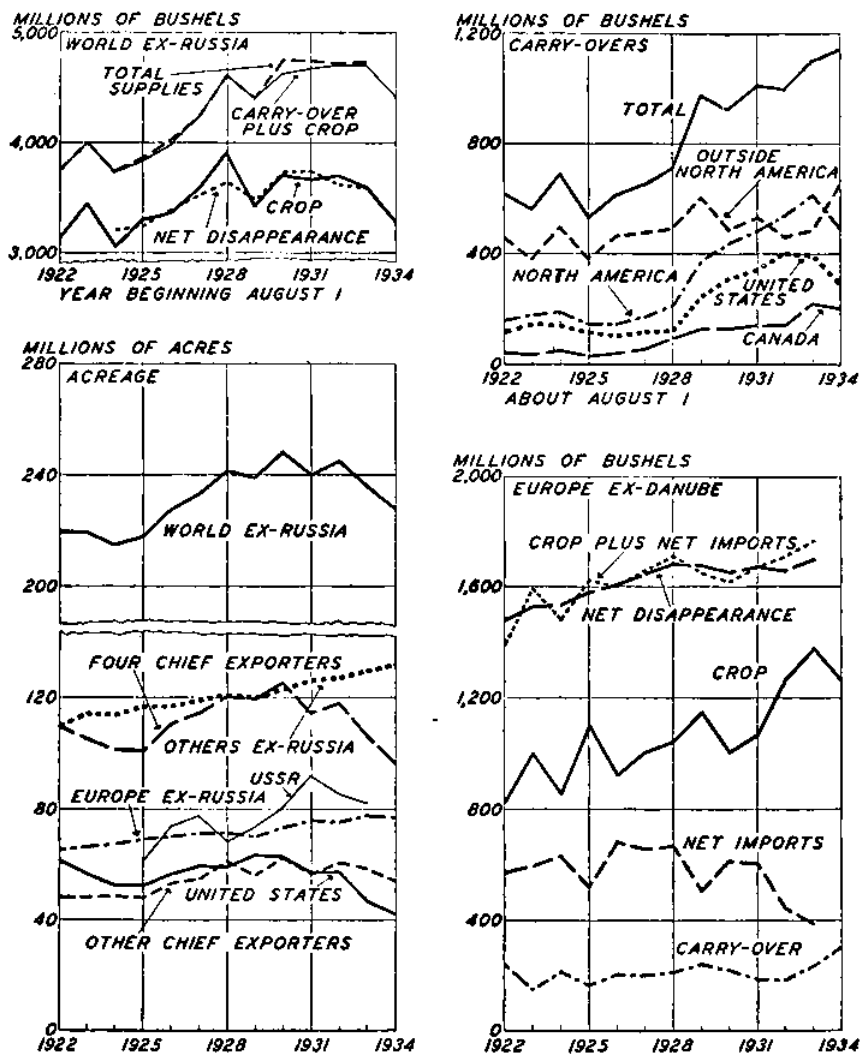 MILLIONS OF BUSHELS
5,000
WORLD EX-RUSSIA
TOTAL
SUPPLIES
CARRY-OVER
PLUS CROP
4,000
CROP
NET DISAPPEARANCE
3,000
1922 1925 1928 1931 1934
YEAR BEGINNING AUGUST 1
MILLIONS OF BUSHELS
1,200
CARRY-OVERS
TOTAL
800
OUTSIDE
NORTH AMERICA
400
NORTH AMERICA
UNITED
STATES
CANADA
0
1922 1925 1928 1931 1934
ABOUT AUGUST 1
MILLIONS OF ACRES
280
ACREAGE
240
WORLD EX-RUSSIA
200
FOUR CHIEF EXPORTERS
120
OTHERS EX-RUSSIA
USSR
80
EUROPE EX-RUSSIA
UNITED STATES
40
OTHER CHIEF EXPORTERS
0
1922 1925 1928 1931 1934
MILLIONS OF BUSHELS
2,000
EUROPE EX-DANUBE
CROP PLUS NET IMPORTS
1,600
NET DISAPPEARANCE
CROP
1,200
800
NET IMPORTS
400
CARRY-OVER
0
1922 1925 1928 1931 1934